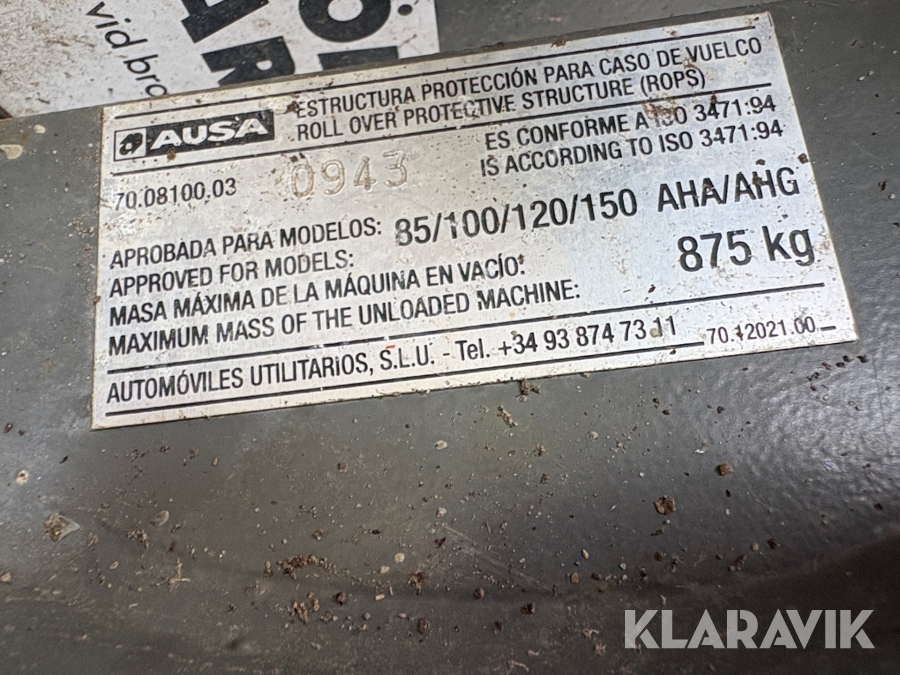 vid bro
AUSA
ESTRUCTURA PROTECCIÓN PARA CASO DE VUELCO
ROLL OVER PROTECTIVE STRUCTURE (ROPS)
ES CONFORME A ISO 3471:94
IS ACCORDING TO ISO 3471:94
70.08100.03 0943
APROBADA PARA MODELOS:
APPROVED FOR MODELS:
85/100/120/150 AHA/AHG
MASA MÁXIMA DE LA MÁQUINA EN VACÍO:
MAXIMUM MASS OF THE UNLOADED MACHINE:
875 kg
AUTOMÓVILES UTILITARIOS, S.L.U. - Tel. +34 93 874 73 11
70.12021.00
KLARAVIK